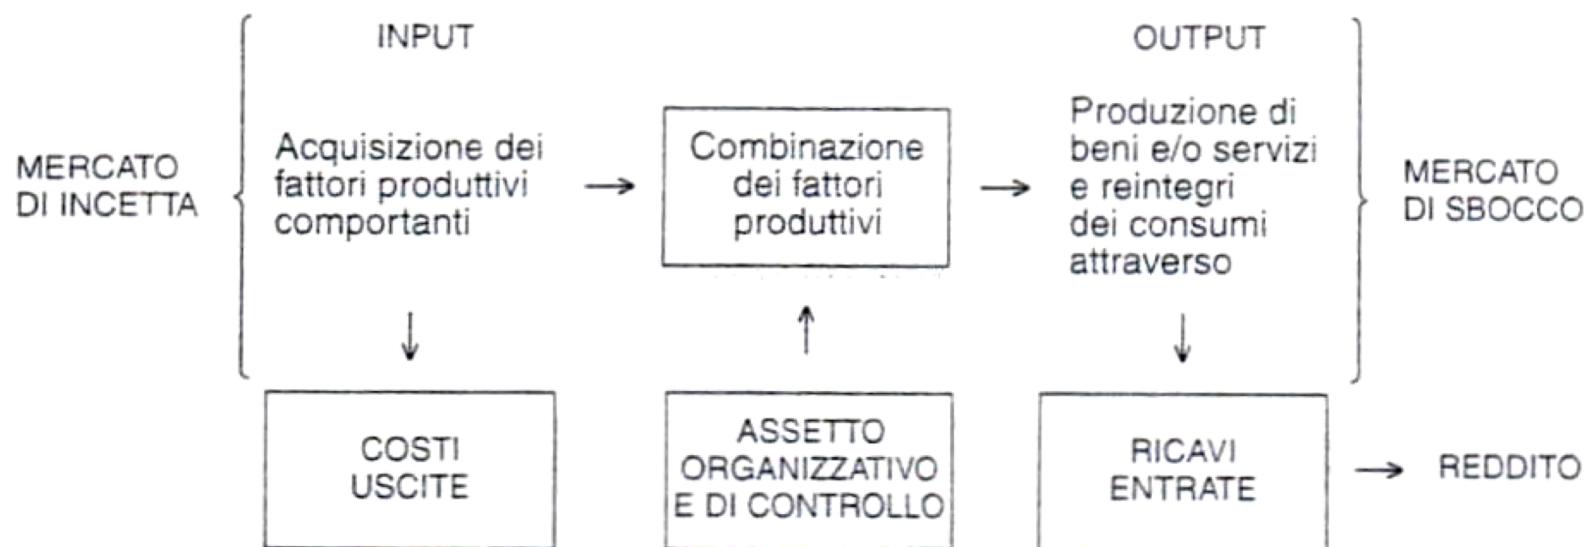 INPUT
OUTPUT
MERCATO
DI INCETTA
Acquisizione dei
fattori produttivi
comportanti
Combinazione
dei fattori
produttivi
Produzione di
beni e/o servizi
e reintegri
dei consumi
attraverso
MERCATO
DI SBOCCO
COSTI
USCITE
ASSETTO
ORGANIZZATIVO
E DI CONTROLLO
RICAVI
ENTRATE
REDDITO